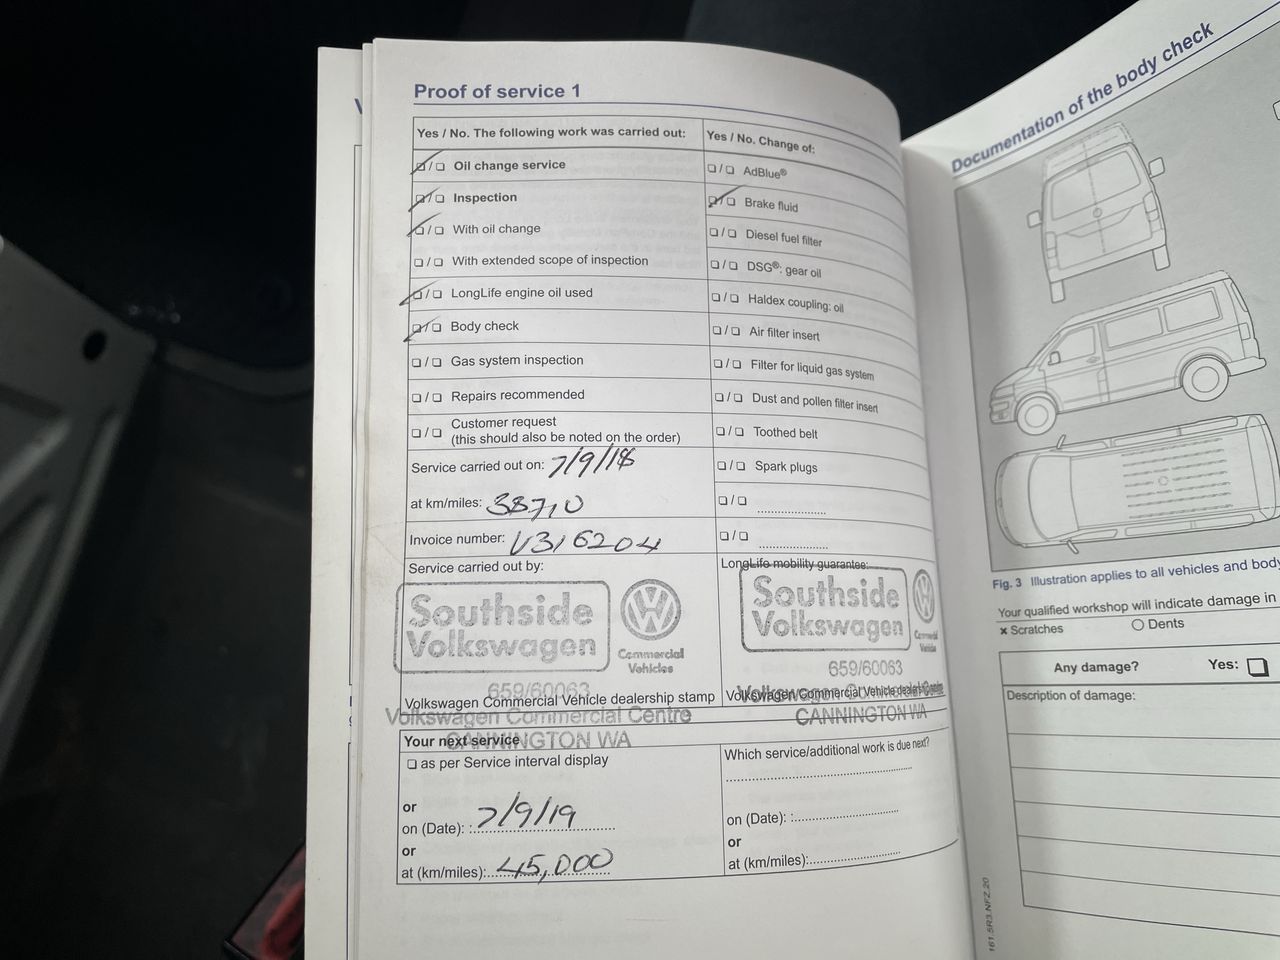 Proof of service 1
Yes / No. The following work was carried out:
❏ / ❏ Oil change service
❏ / ❏ Inspection
❏ / ❏ With oil change
❏ / ❏ With extended scope of inspection
❏ / ❏ LongLife engine oil used
❏ / ❏ Body check
❏ / ❏ Gas system inspection
❏ / ❏ Repairs recommended
❏ / ❏ Customer request
(this should also be noted on the order)
Service carried out on: 7/9/18
at km/miles:
Invoice number: V316204
Service carried out by:
Southside
Volkswagen
Commercial
Vehicles
659/60063
Volkswagen Commercial Vehicle dealership stamp
Volkswagen Commercial Centre
CANNINGTON WA
Yes / No. Change of:
❏ / ❏ AdBlue®
❏ / ❏ Brake fluid
❏ / ❏ Diesel fuel filter
❏ / ❏ DSG®: gear oil
❏ / ❏ Haldex coupling: oil
❏ / ❏ Air filter insert
❏ / ❏ Filter for liquid gas system
❏ / ❏ Dust and pollen filter insert
❏ / ❏ Toothed belt
❏ / ❏ Spark plugs
❏ / ❏
❏ / ❏
LongLife mobility guarantee:
Southside
Volkswagen
Commercial
Vehicles
659/60063
Volkswagen Commercial Vehicle dealership
CANNINGTON WA
Your next service
❏ as per Service interval display
or
on (Date): 7/9/19
or
at (km/miles): 45,000
Which service/additional work is due next?
on (Date):
or
at (km/miles):
Documentation of the body check
Fig. 3 Illustration applies to all vehicles and body
Your qualified workshop will indicate damage in
× Scratches
○ Dents
Any damage?
Yes: ❏
Description of damage:
161.5R3.NFZ.20